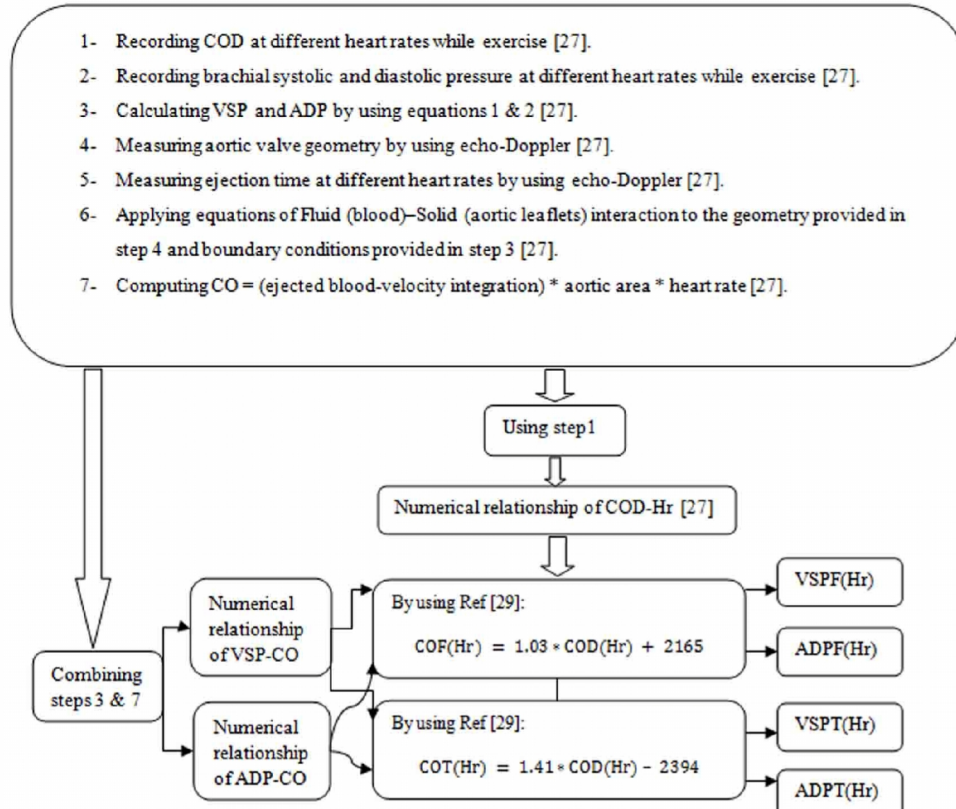 1- Recording COD at different heart rates while exercise [27].
2- Recording brachial systolic and diastolic pressure at different heart rates while exercise [27].
3- Calculating VSP and ADP by using equations 1 & 2 [27].
4- Measuring aortic valve geometry by using echo-Doppler [27].
5- Measuring ejection time at different heart rates by using echo-Doppler [27].
6- Applying equations of Fluid (blood)–Solid (aortic leaflets) interaction to the geometry provided in
step 4 and boundary conditions provided in step 3 [27].
7- Computing CO = (ejected blood-velocity integration) * aortic area * heart rate [27].
Using step1
Numerical relationship of COD-Hr [27]
Combining
steps 3 & 7
Numerical
relationship
of VSP-CO
Numerical
relationship
of ADP-CO
By using Ref [29]:
COF(Hr) = 1.03 * COD(Hr) + 2165
By using Ref [29]:
COT(Hr) = 1.41 * COD(Hr) - 2394
VSPF(Hr)
ADPF(Hr)
VSPT(Hr)
ADPT(Hr)